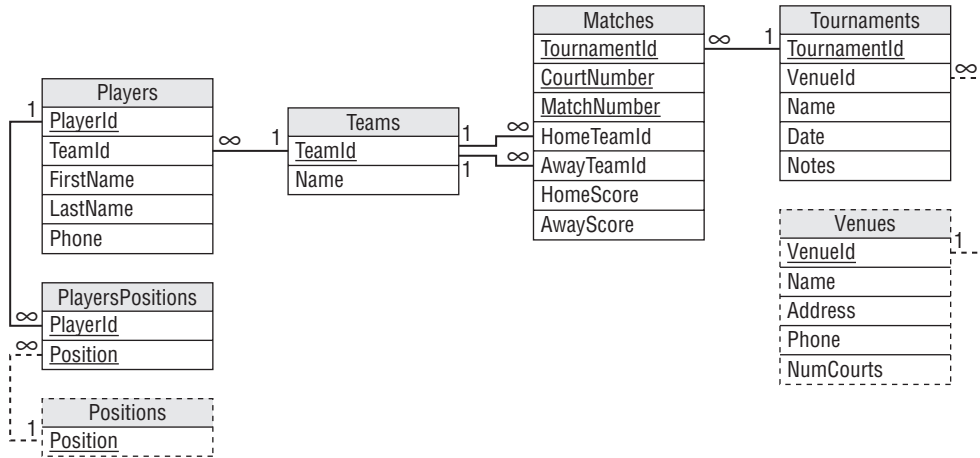 Matches
TournamentId
CourtNumber
MatchNumber
HomeTeamId
AwayTeamId
HomeScore
AwayScore
∞
1
Tournaments
TournamentId
VenueId
Name
Date
Notes
∞
Players
PlayerId
TeamId
FirstName
LastName
Phone
1
∞
1
Teams
TeamId
Name
1
∞
1
∞
Venues
VenueId
Name
Address
Phone
NumCourts
1
PlayersPositions
PlayerId
Position
∞
∞
Positions
Position
1